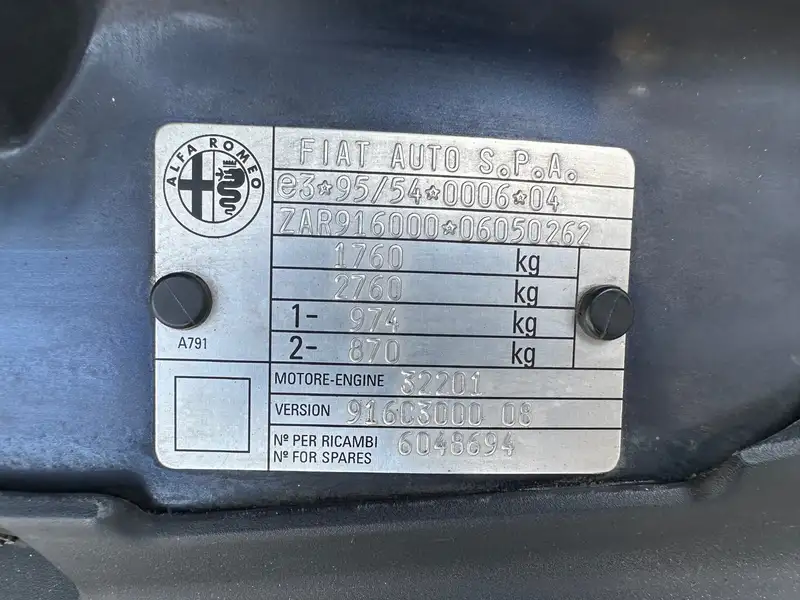 ALFA ROMEO
FIAT AUTO S.P.A.
e3*95/54*0006*04
ZAR916000*06050262
1760 kg
2760 kg
1- 974 kg
2- 870 kg
A791
MOTORE-ENGINE 32201
VERSION 916C3000 08
Nº PER RICAMBI 6048694
Nº FOR SPARES